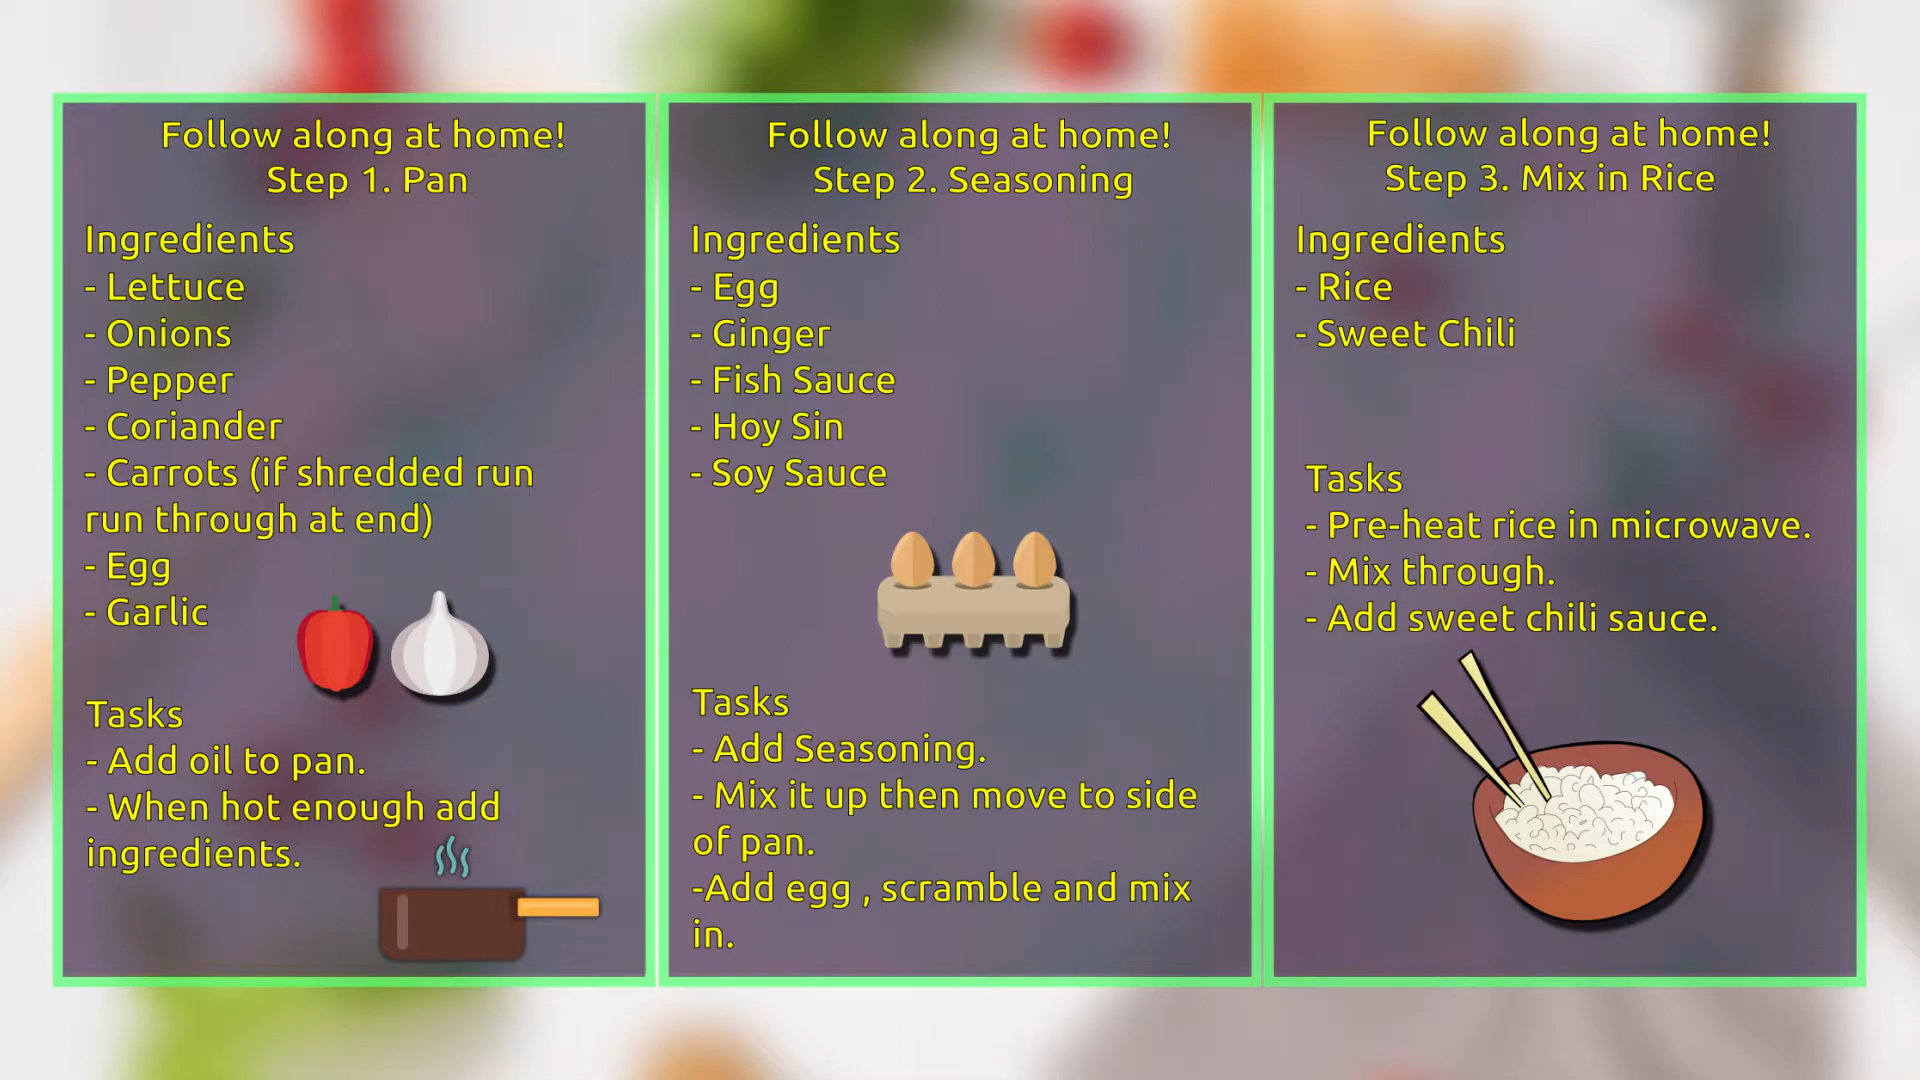 Follow along at home!
Step 1. Pan
Ingredients
- Lettuce
- Onions
- Pepper
- Coriander
- Carrots (if shredded run
run through at end)
- Egg
- Garlic
Tasks
- Add oil to pan.
- When hot enough add
ingredients.
Follow along at home!
Step 2. Seasoning
Ingredients
- Egg
- Ginger
- Fish Sauce
- Hoy Sin
- Soy Sauce
Tasks
- Add Seasoning.
- Mix it up then move to side
of pan.
-Add egg , scramble and mix
in.
Follow along at home!
Step 3. Mix in Rice
Ingredients
- Rice
- Sweet Chili
Tasks
- Pre-heat rice in microwave.
- Mix through.
- Add sweet chili sauce.